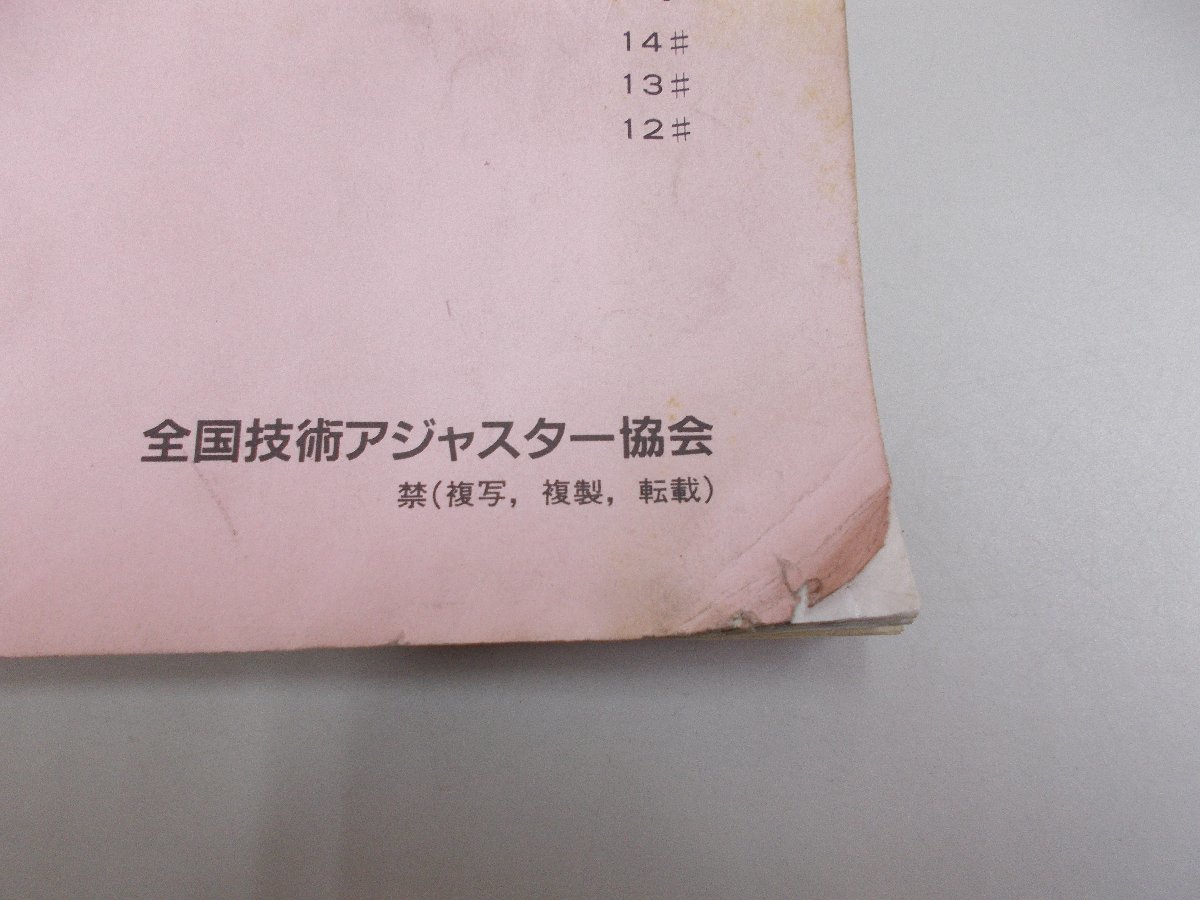 14#
13#
12#
全国技術アジャスター協会
禁(複写, 複製, 転載)